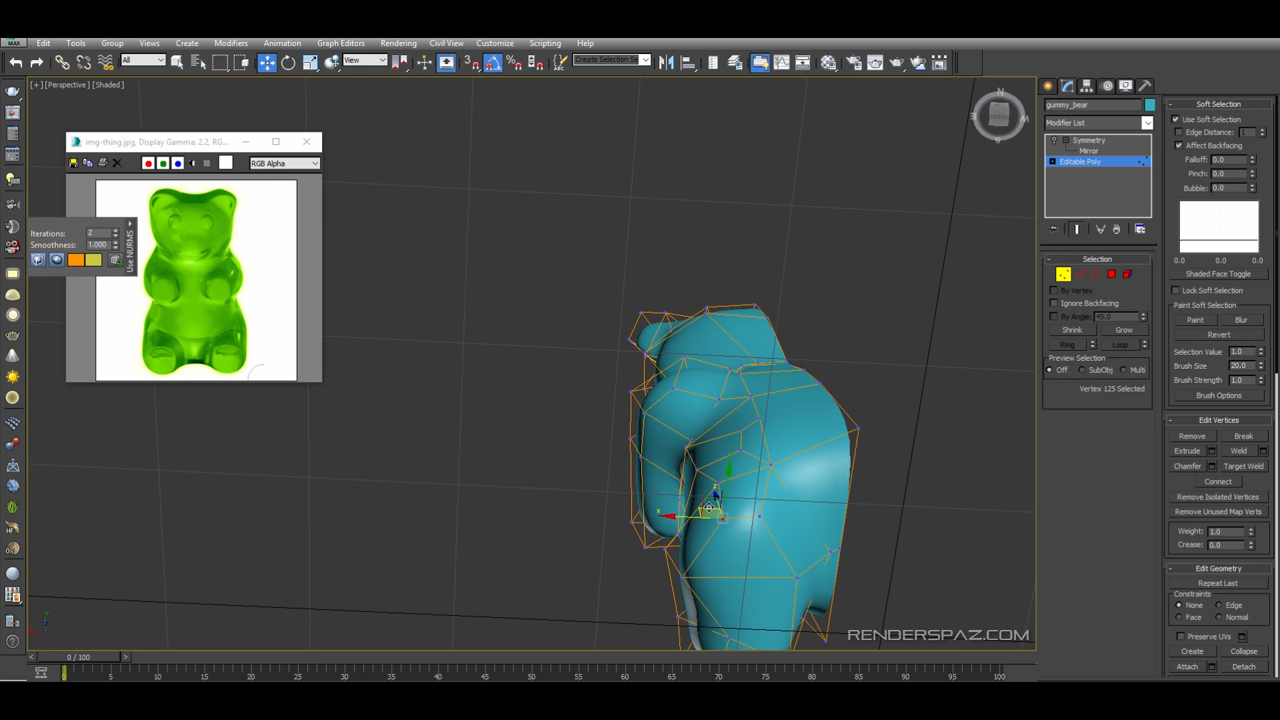 MAX
Edit Tools Group Views Create Modifiers Animation Graph Editors Rendering Civil View Customize Scripting Help
All
View
3
Create Selection Se
[+] [Perspective] [Shaded]
img-thing.jpg, Display Gamma: 2.2, RG...
RGB Alpha
Iterations: 2
Smoothness: 1.000
Use NURMS
N
gummy_bear
Modifier List
Symmetry
Mirror
Editable Poly
Selection
By Vertex
Ignore Backfacing
By Angle: 45.0
Shrink Grow
Ring Loop
Preview Selection
Off SubObj Multi
Vertex 125 Selected
Soft Selection
Use Soft Selection
Edge Distance: 1
Affect Backfacing
Falloff: 0.0
Pinch: 0.0
Bubble: 0.0
0.0 0.0 0.0
Shaded Face Toggle
Lock Soft Selection
Paint Soft Selection
Paint Blur
Revert
Selection Value 1.0
Brush Size 20.0
Brush Strength 1.0
Brush Options
Edit Vertices
Remove Break
Extrude Weld
Chamfer Target Weld
Connect
Remove Isolated Vertices
Remove Unused Map Verts
Weight: 1.0
Crease: 0.0
Edit Geometry
Repeat Last
Constraints
None Edge
Face Normal
Preserve UVs
Create Collapse
Attach Detach
x
z
RENDERSPAZ.COM
0 / 100
0 5 10 15 20 25 30 35 40 45 50 55 60 65 70 75 80 85 90 95 100